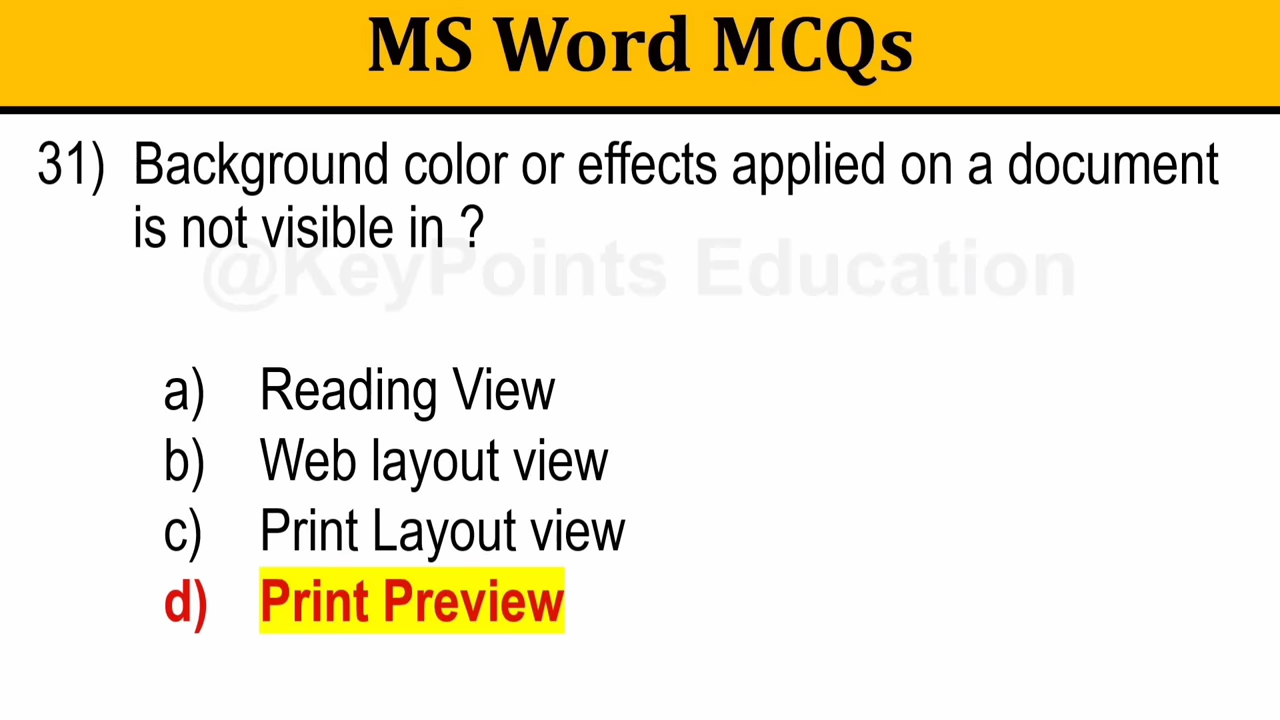 MS Word MCQs
31) Background color or effects applied on a document
is not visible in ?
@KeyPoints Education
a) Reading View
b) Web layout view
c) Print Layout view
d) Print Preview